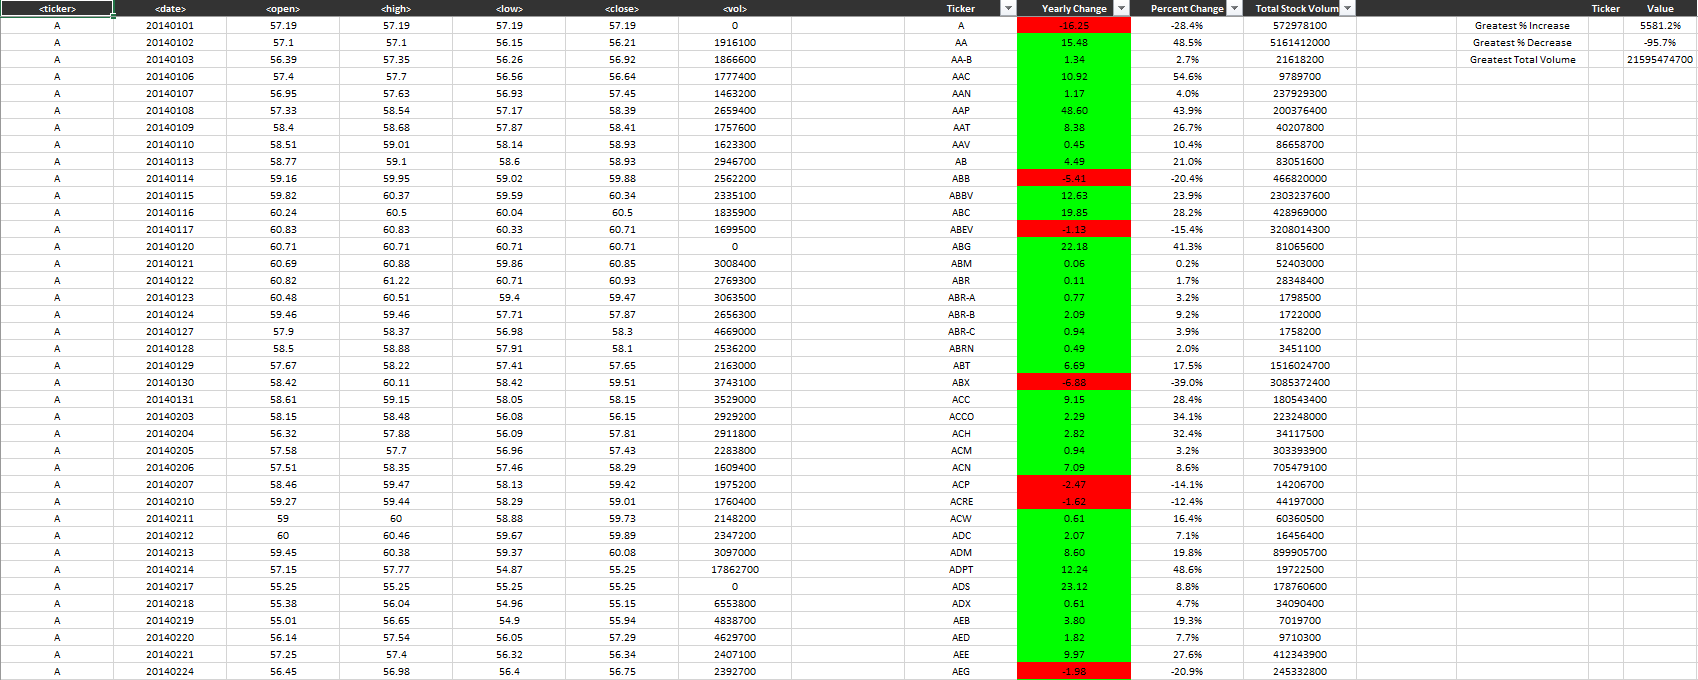 <ticker> <date> <open> <high> <low> <close> <vol> Ticker Yearly Change Percent Change Total Stock Volum Ticker Value
A 20140101 57.19 57.19 57.19 57.19 0 A -16.25 -28.4% 572978100 Greatest % Increase 5581.2%
A 20140102 57.1 57.1 56.15 56.21 1916100 AA 15.48 48.5% 5161412000 Greatest % Decrease -95.7%
A 20140103 56.39 57.35 56.26 56.92 1866600 AA-B 1.34 2.7% 21618200 Greatest Total Volume 21595474700
A 20140106 57.4 57.7 56.56 56.64 1777400 AAC 10.92 54.6% 9789700
A 20140107 56.95 57.63 56.93 57.45 1463200 AAN 1.17 4.0% 237929300
A 20140108 57.33 58.54 57.17 58.39 2659400 AAP 48.60 43.9% 200376400
A 20140109 58.4 58.68 57.87 58.41 1757600 AAT 8.38 26.7% 40207800
A 20140110 58.51 59.01 58.14 58.93 1623300 AAV 0.45 10.4% 86658700
A 20140113 58.77 59.1 58.6 58.93 2946700 AB 4.49 21.0% 83051600
A 20140114 59.16 59.95 59.02 59.88 2562200 ABB -5.41 -20.4% 466820000
A 20140115 59.82 60.37 59.59 60.34 2335100 ABBV 12.63 23.9% 2303237600
A 20140116 60.24 60.5 60.04 60.5 1835900 ABC 19.85 28.2% 428969000
A 20140117 60.83 60.83 60.33 60.71 1699500 ABEV -1.13 -15.4% 3208014300
A 20140120 60.71 60.71 60.71 60.71 0 ABG 22.18 41.3% 81065600
A 20140121 60.69 60.88 59.86 60.85 3008400 ABM 0.06 0.2% 52403000
A 20140122 60.82 61.22 60.71 60.93 2769300 ABR 0.11 1.7% 28348400
A 20140123 60.48 60.51 59.4 59.47 3063500 ABR-A 0.77 3.2% 1798500
A 20140124 59.46 59.46 57.71 57.87 2656300 ABR-B 2.09 9.2% 1722000
A 20140127 57.9 58.37 56.98 58.3 4669000 ABR-C 0.94 3.9% 1758200
A 20140128 58.5 58.88 57.91 58.1 2536200 ABRN 0.49 2.0% 3451100
A 20140129 57.67 58.22 57.41 57.65 2163000 ABT 6.69 17.5% 1516024700
A 20140130 58.42 60.11 58.42 59.51 3743100 ABX -6.88 -39.0% 3085372400
A 20140131 58.61 59.15 58.05 58.15 3529000 ACC 9.15 28.4% 180543400
A 20140203 58.15 58.48 56.08 56.15 2929200 ACCO 2.29 34.1% 223248000
A 20140204 56.32 57.88 56.09 57.81 2911800 ACH 2.82 32.4% 34117500
A 20140205 57.58 57.7 56.96 57.43 2283800 ACM 0.94 3.2% 303393900
A 20140206 57.51 58.35 57.46 58.29 1609400 ACN 7.09 8.6% 705479100
A 20140207 58.46 59.47 58.13 59.42 1975200 ACP -2.47 -14.1% 14206700
A 20140210 59.27 59.44 58.29 59.01 1760400 ACRE -1.62 -12.4% 44197000
A 20140211 59 60 58.88 59.73 2148200 ACW 0.61 16.4% 60360500
A 20140212 60 60.46 59.67 59.89 2347200 ADC 2.07 7.1% 16456400
A 20140213 59.45 60.38 59.37 60.08 3097000 ADM 8.60 19.8% 899905700
A 20140214 57.15 57.77 54.87 55.25 17862700 ADPT 12.24 48.6% 19722500
A 20140217 55.25 55.25 55.25 55.25 0 ADS 23.12 8.8% 178760600
A 20140218 55.38 56.04 54.96 55.15 6553800 ADX 0.61 4.7% 34090400
A 20140219 55.01 56.65 54.9 55.94 4838700 AEB 3.80 19.3% 7019700
A 20140220 56.14 57.54 56.05 57.29 4629700 AED 1.82 7.7% 9710300
A 20140221 57.25 57.4 56.32 56.34 2407100 AEE 9.97 27.6% 412343900
A 20140224 56.45 56.98 56.4 56.75 2392700 AEG -1.98 -20.9% 245332800